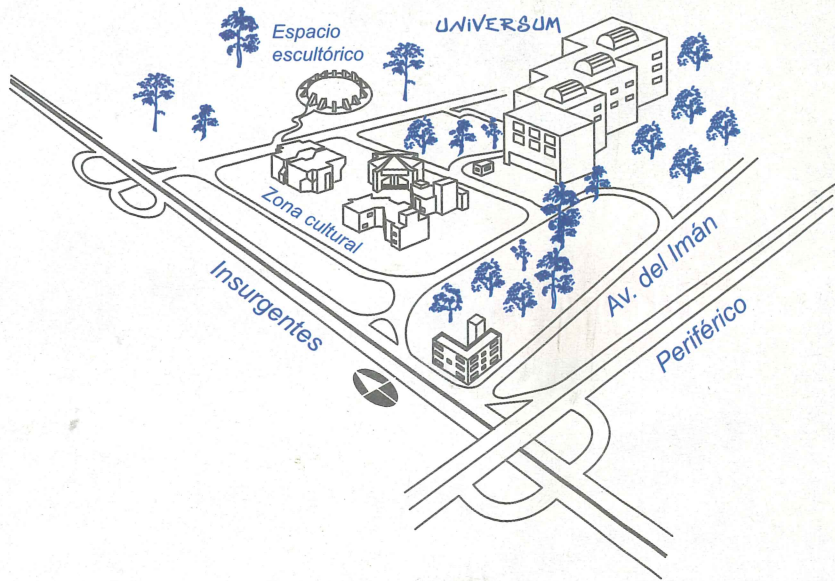 UNiVERSUM
Espacio
escultórico
Zona cultural
Insurgentes
Av. del Imán
Periférico